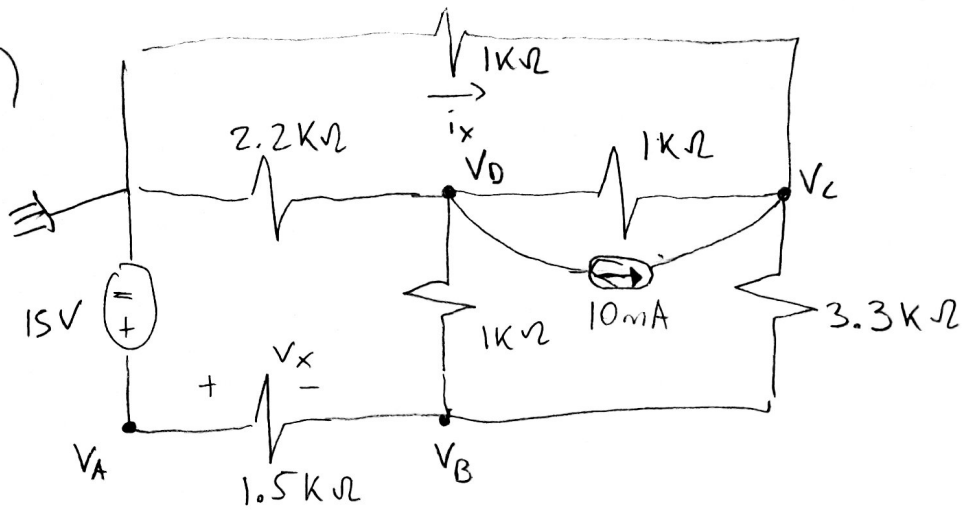 )
1KΩ
ix
2.2KΩ
VD
1KΩ
VC
15V
=
+
10mA
1KΩ
3.3KΩ
+ Vx -
VA
VB
1.5KΩ